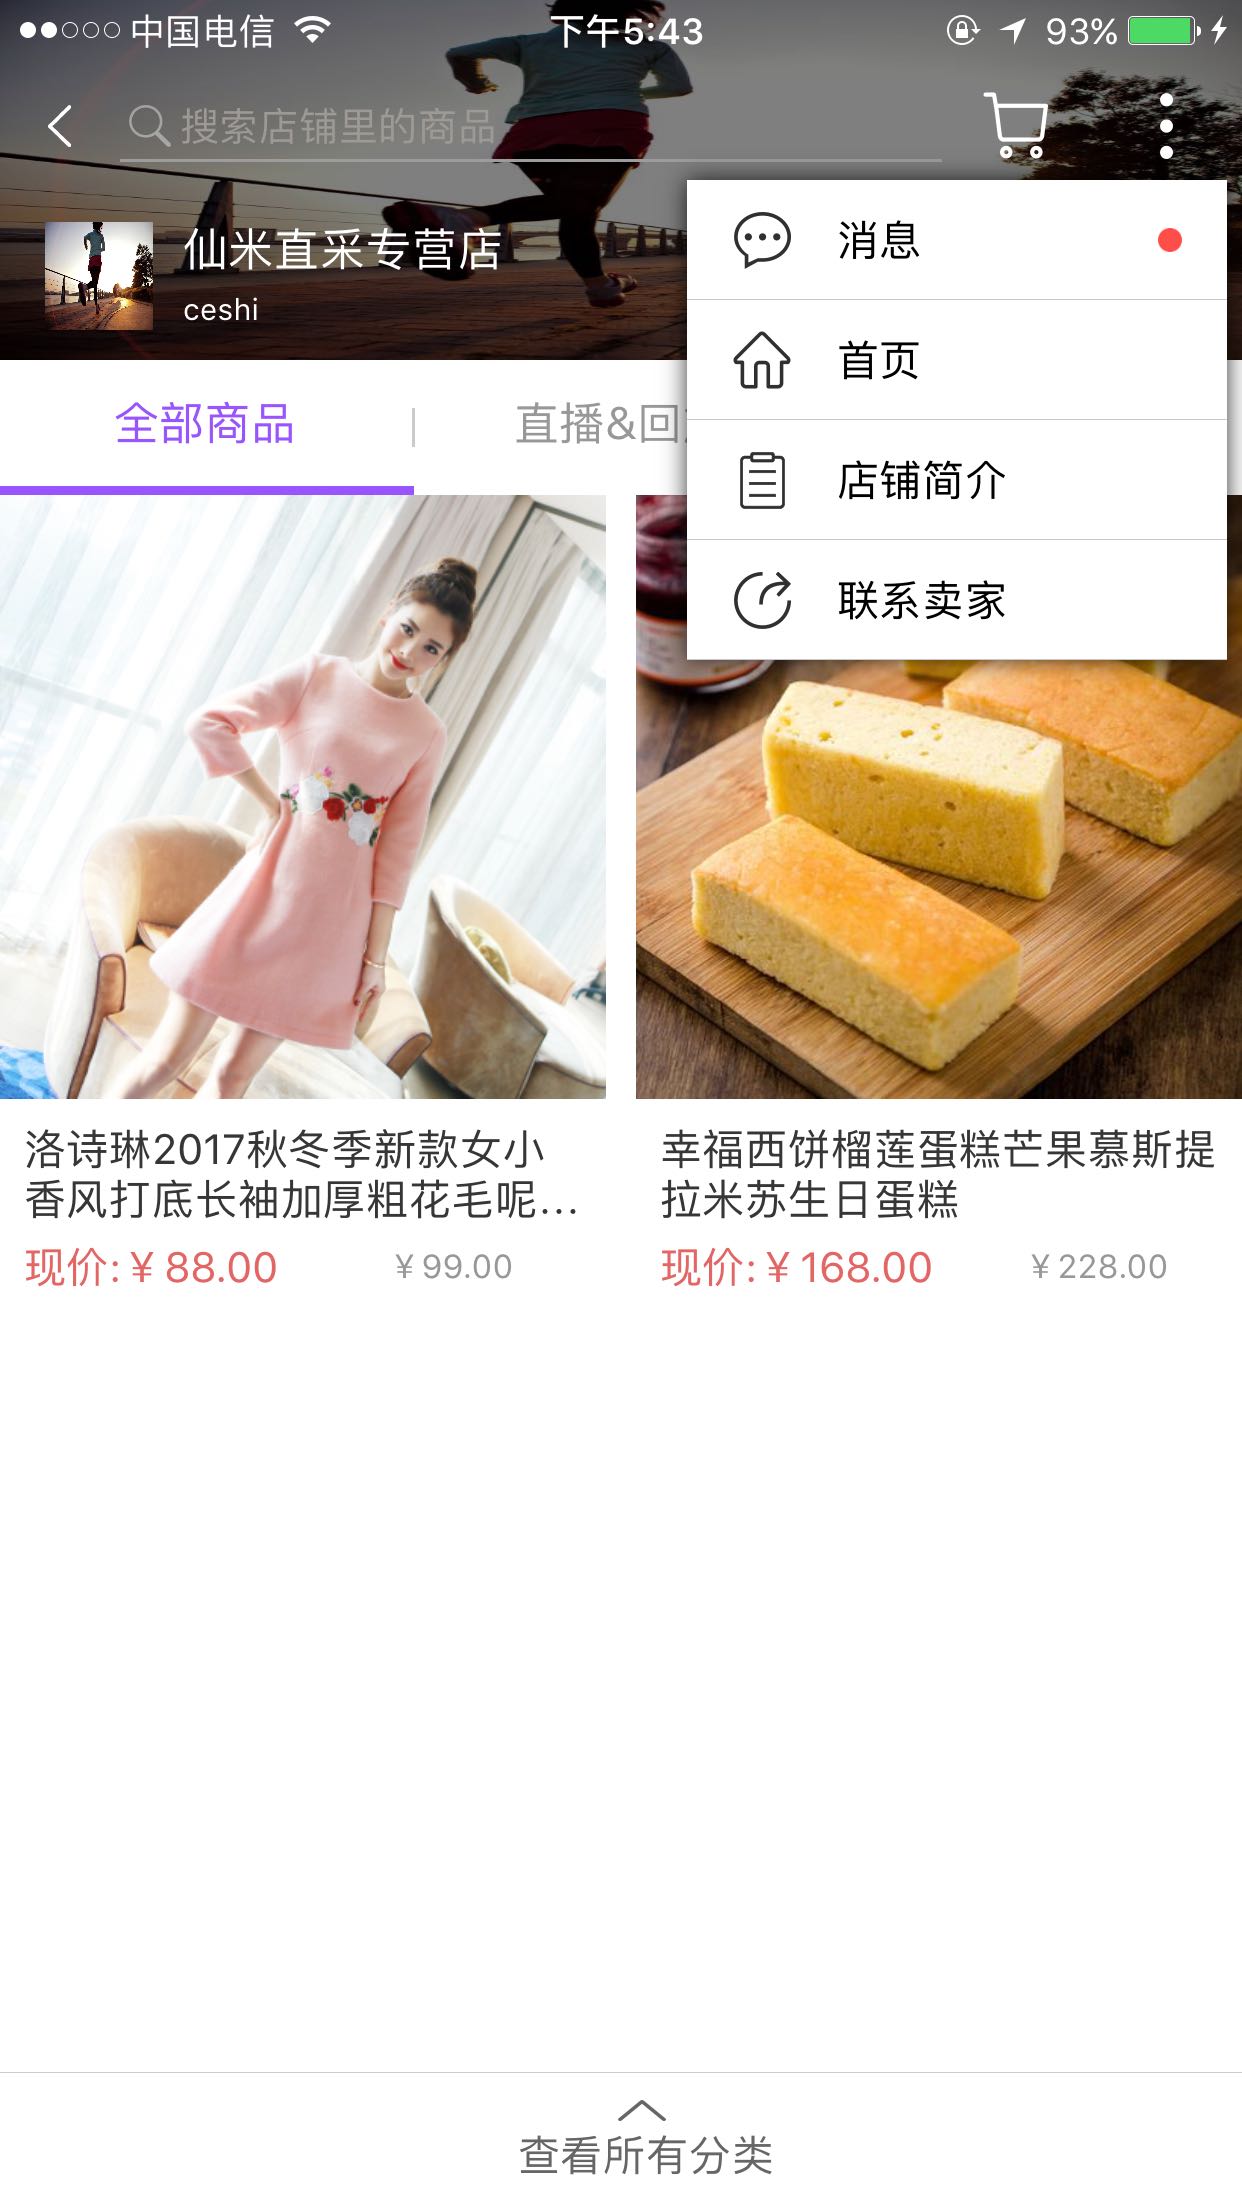 中国电信
下午5:43
93%
搜索店铺里的商品
仙米直采专营店
ceshi
消息
首页
店铺简介
联系卖家
全部商品
直播&回
洛诗琳2017秋冬季新款女小
香风打底长袖加厚粗花毛呢...
现价: ¥ 88.00
¥ 99.00
幸福西饼榴莲蛋糕芒果慕斯提
拉米苏生日蛋糕
现价: ¥ 168.00
¥ 228.00
查看所有分类